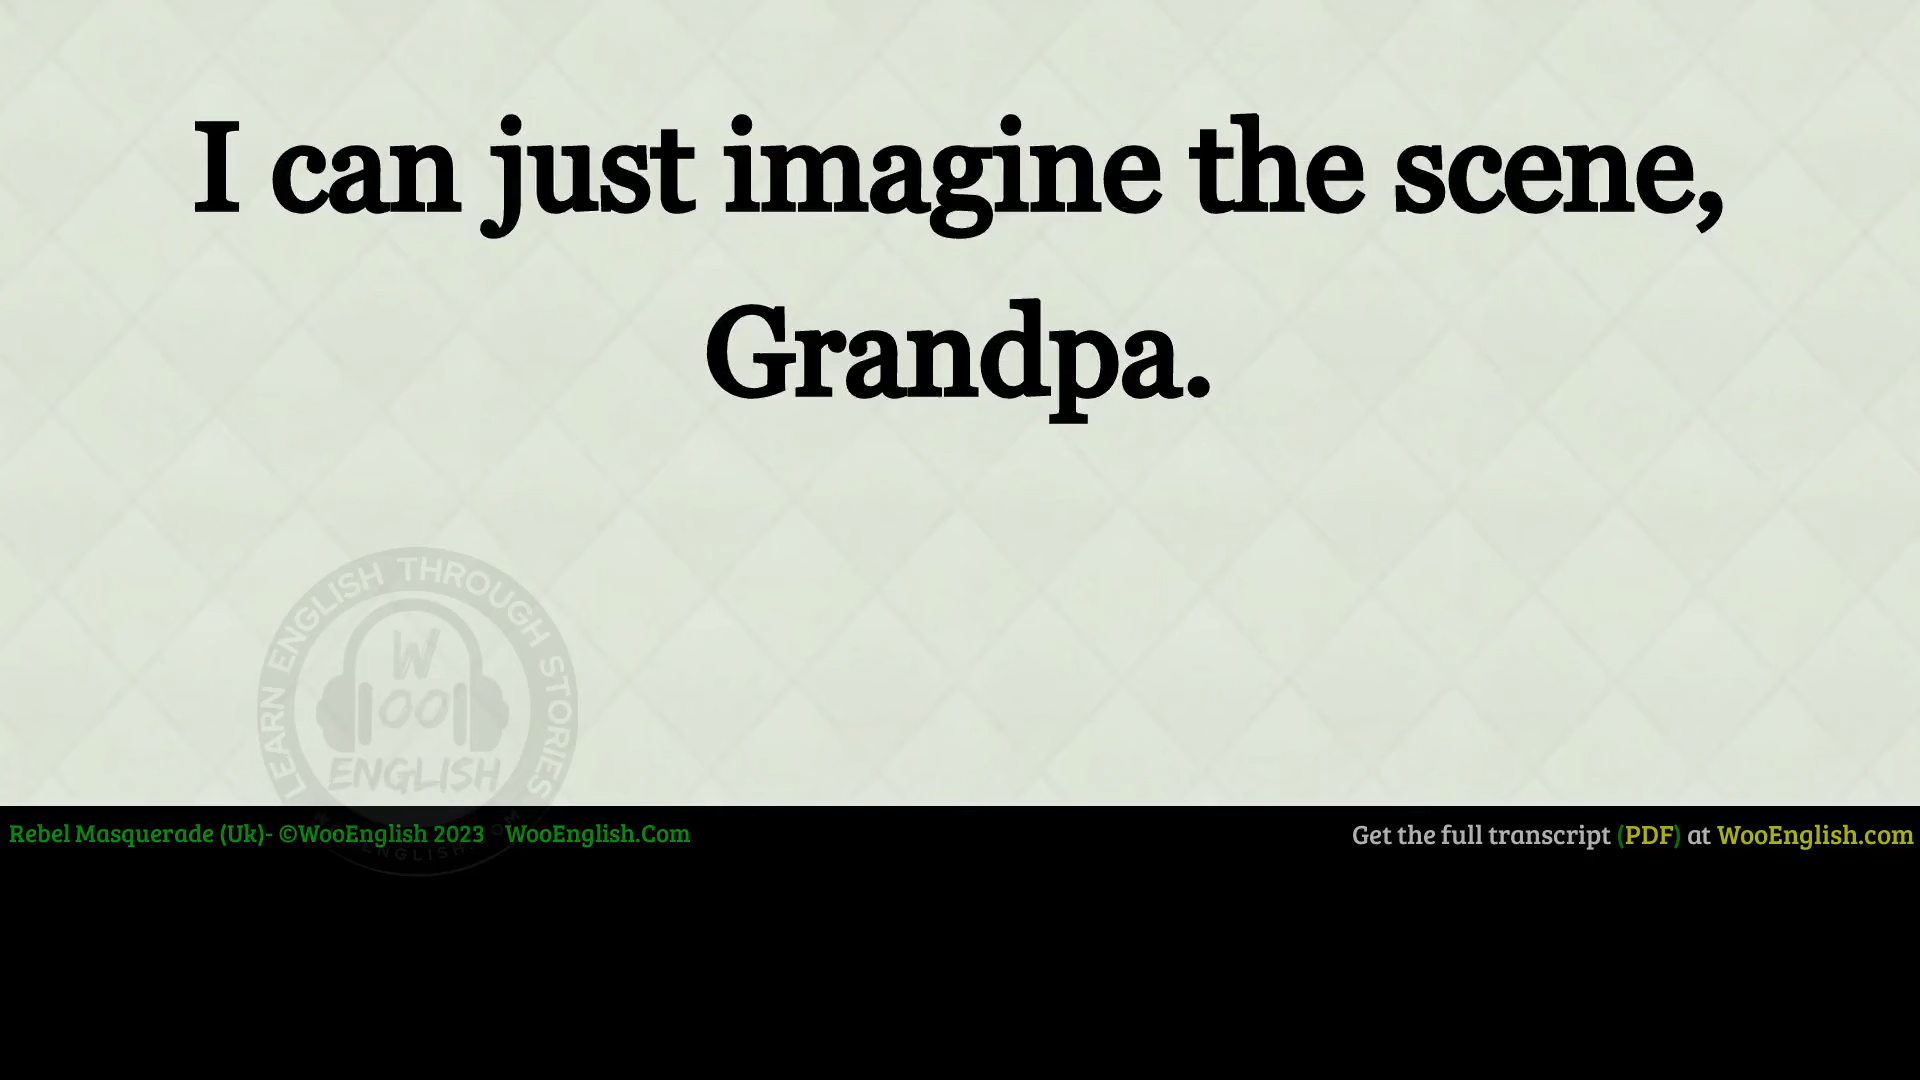 I can just imagine the scene,
Grandpa.
LEARN ENGLISH THROUGH STORIES
W
OO
ENGLISH
Rebel Masquerade (Uk)- ©WooEnglish 2023 WooEnglish.Com
Get the full transcript (PDF) at WooEnglish.com